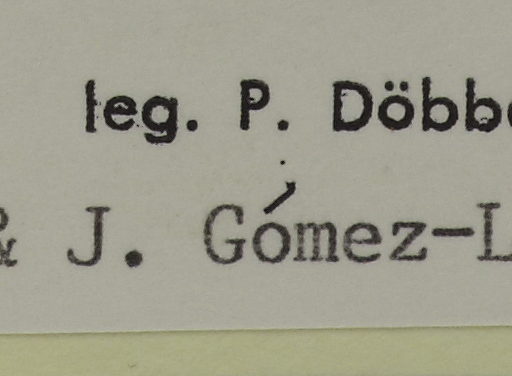 leg. P. Döbb
& J. Gómez-L